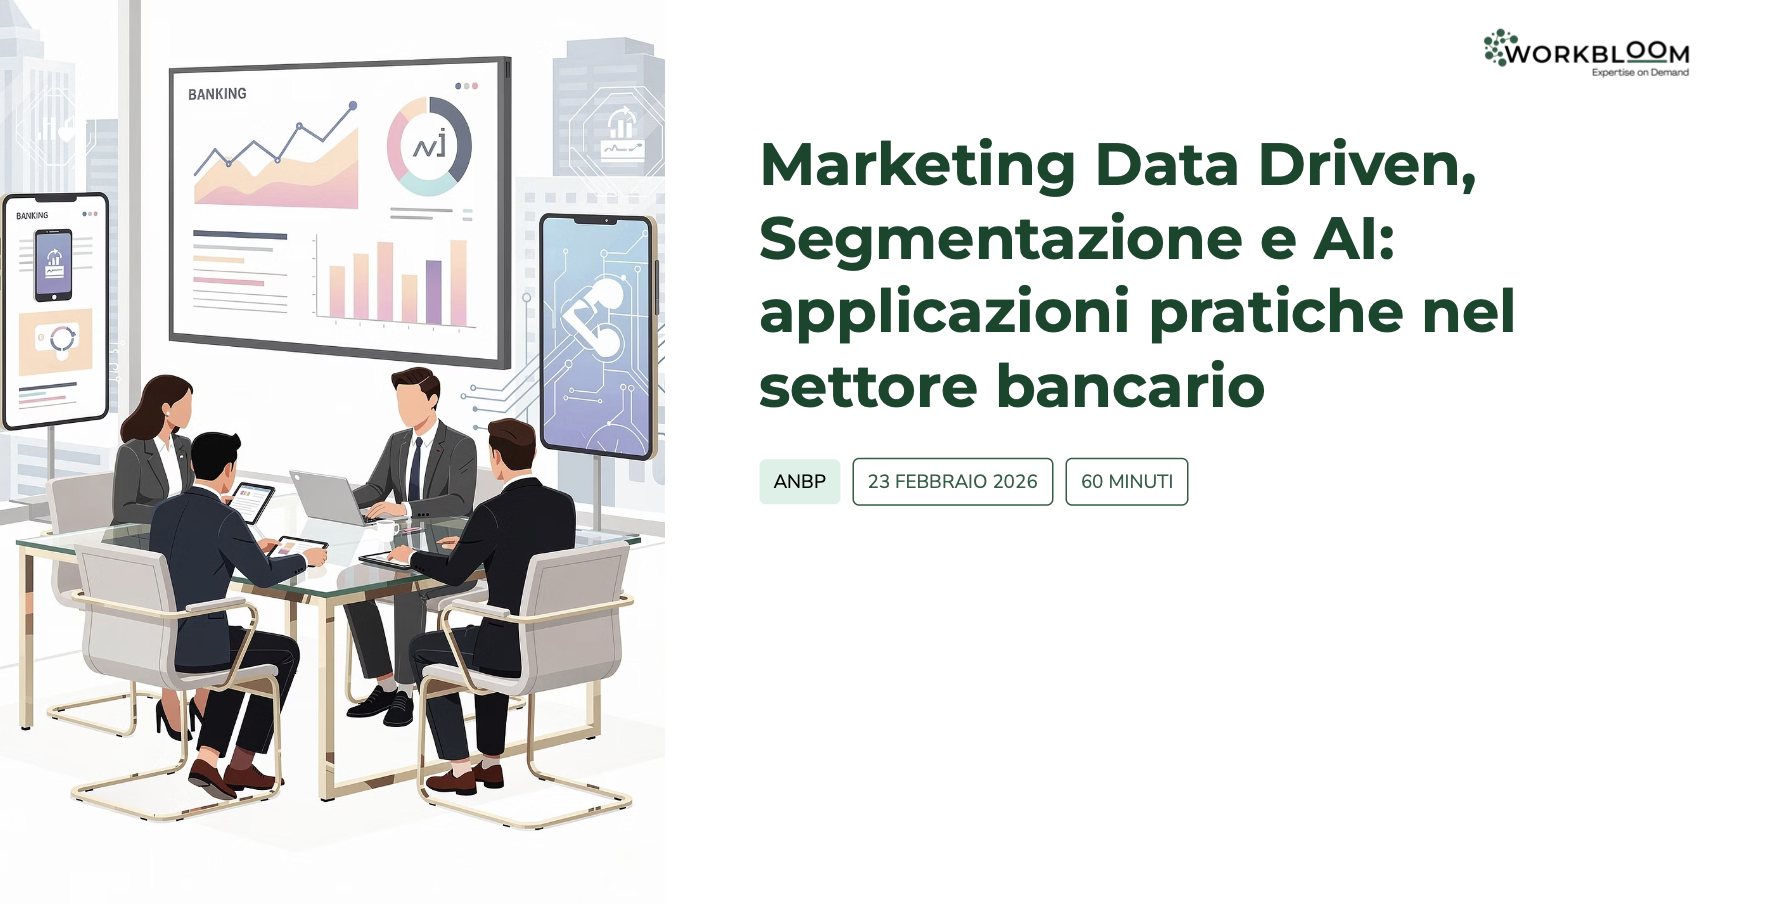 WORKBLOOM
Expertise on Demand
BANKING
BANKING
Marketing Data Driven,
Segmentazione e AI:
applicazioni pratiche nel
settore bancario
ANBP
23 FEBBRAIO 2026
60 MINUTI